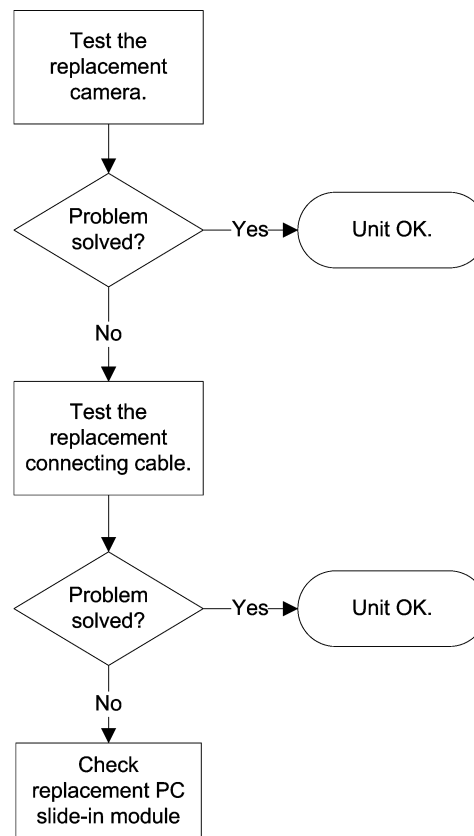 Test the
replacement
camera.
Problem
solved?
Yes
Unit OK.
No
Test the
replacement
connecting cable.
Problem
solved?
Yes
Unit OK.
No
Check
replacement PC
slide-in module